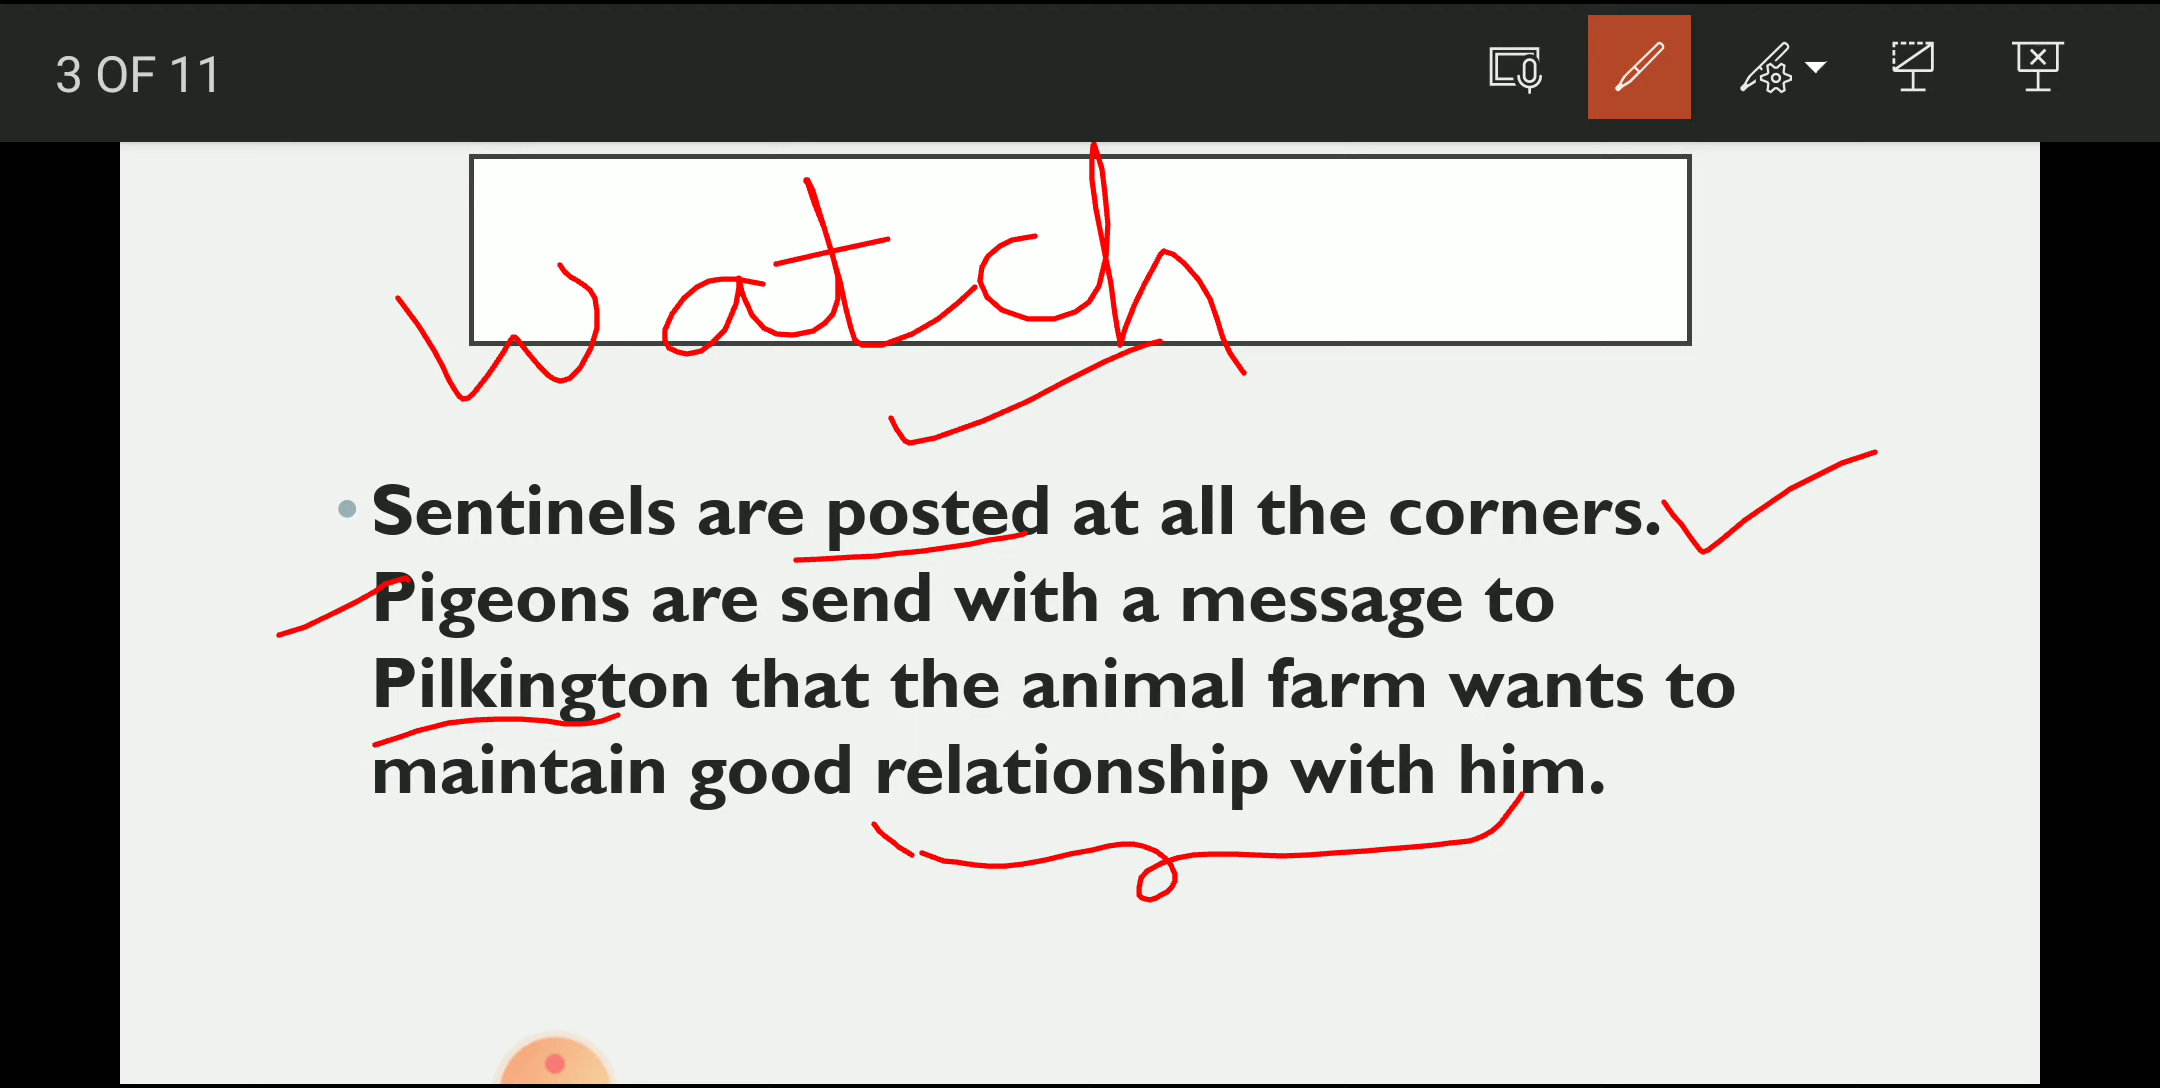 3 OF 11
watch
• Sentinels are posted at all the corners.
Pigeons are send with a message to
Pilkington that the animal farm wants to
maintain good relationship with him.